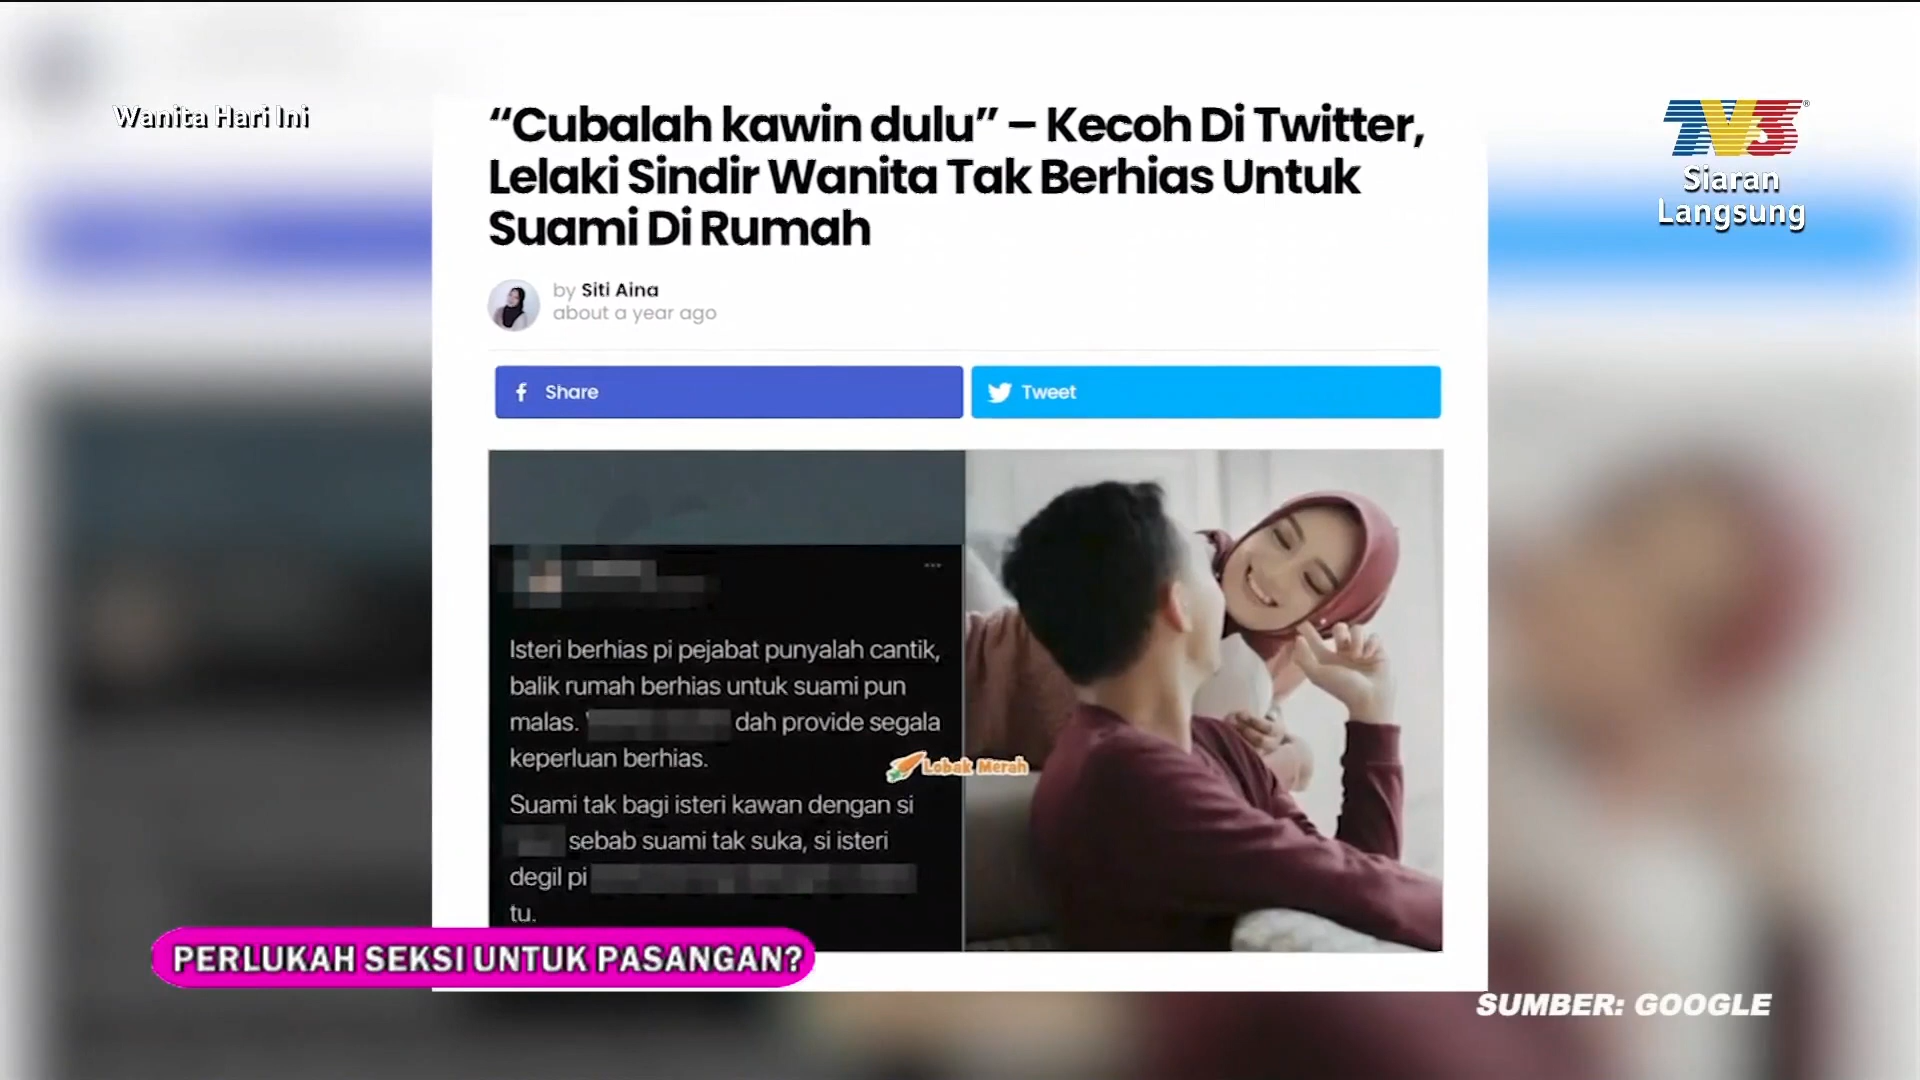 Wanita Hari Ini
TV3
Siaran
Langsung
“Cubalah kawin dulu” – Kecoh Di Twitter,
Lelaki Sindir Wanita Tak Berhias Untuk
Suami Di Rumah
by Siti Aina
about a year ago
Share
Tweet
Isteri berhias pi pejabat punyalah cantik,
balik rumah berhias untuk suami pun
malas. dah provide segala
keperluan berhias.
Lobak Merah
Suami tak bagi isteri kawan dengan si
sebab suami tak suka, si isteri
degil pi
tu.
PERLUKAH SEKSI UNTUK PASANGAN?
SUMBER: GOOGLE